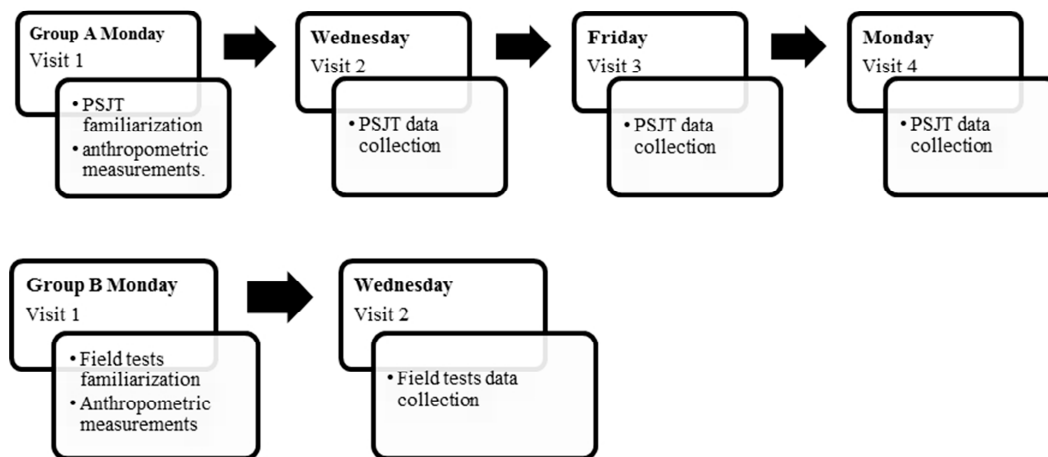 Group A Monday
Visit 1
• PSJT
familiarization
• anthropometric
measurements.
Wednesday
Visit 2
• PSJT data
collection
Friday
Visit 3
• PSJT data
collection
Monday
Visit 4
• PSJT data
collection
Group B Monday
Visit 1
• Field tests
familiarization
• Anthropometric
measurements
Wednesday
Visit 2
• Field tests data
collection